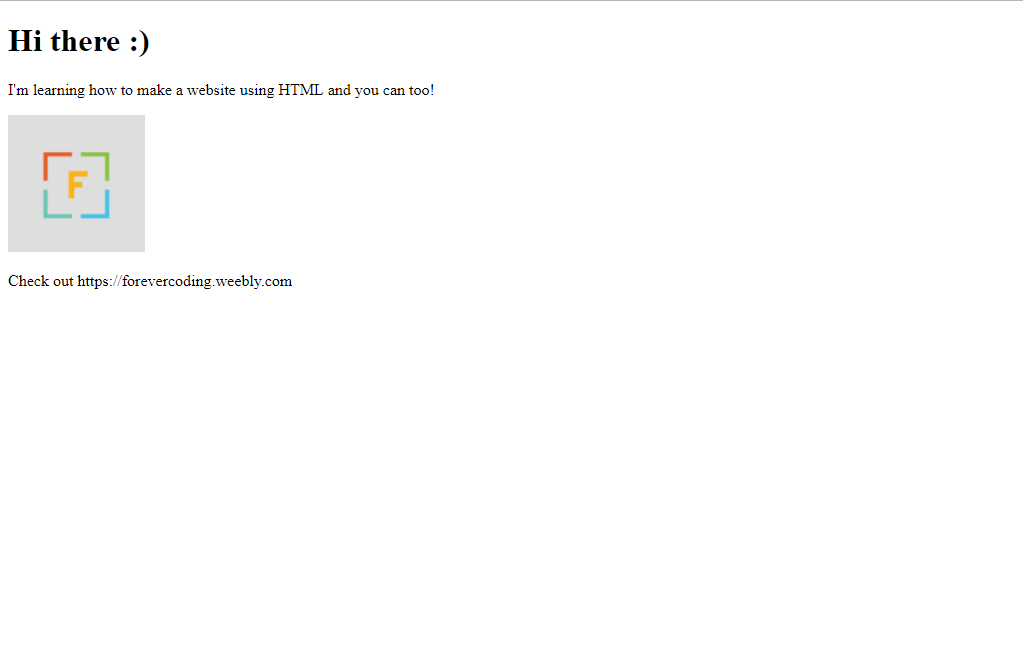 Hi there :)
I'm learning how to make a website using HTML and you can too!
F
Check out https://forevercoding.weebly.com